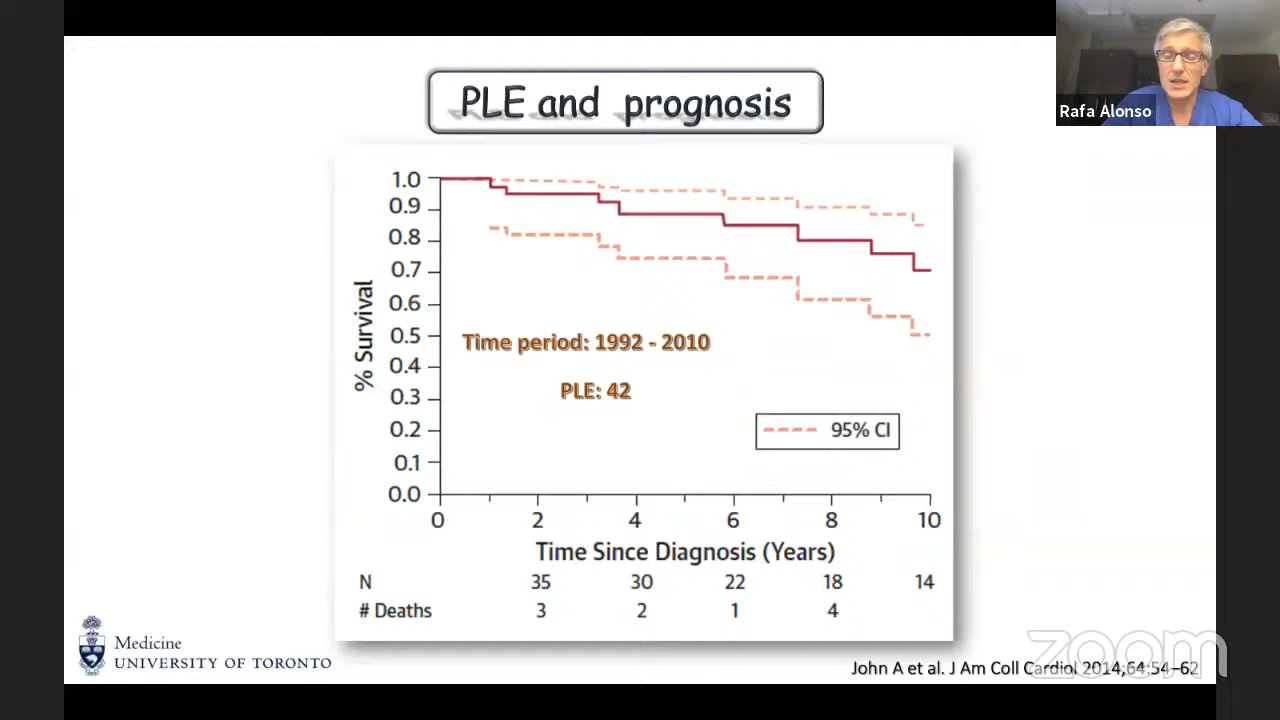 PLE and prognosis
Rafa Alonso
1.0
0.9
0.8
0.7
0.6
0.5
0.4
0.3
0.2
0.1
0.0
% Survival
Time period: 1992 - 2010
PLE: 42
95% CI
0 2 4 6 8 10
Time Since Diagnosis (Years)
N 35 30 22 18 14
# Deaths 3 2 1 4
Medicine
UNIVERSITY OF TORONTO
John A et al. J Am Coll Cardiol 2014;64:54–62
zoom